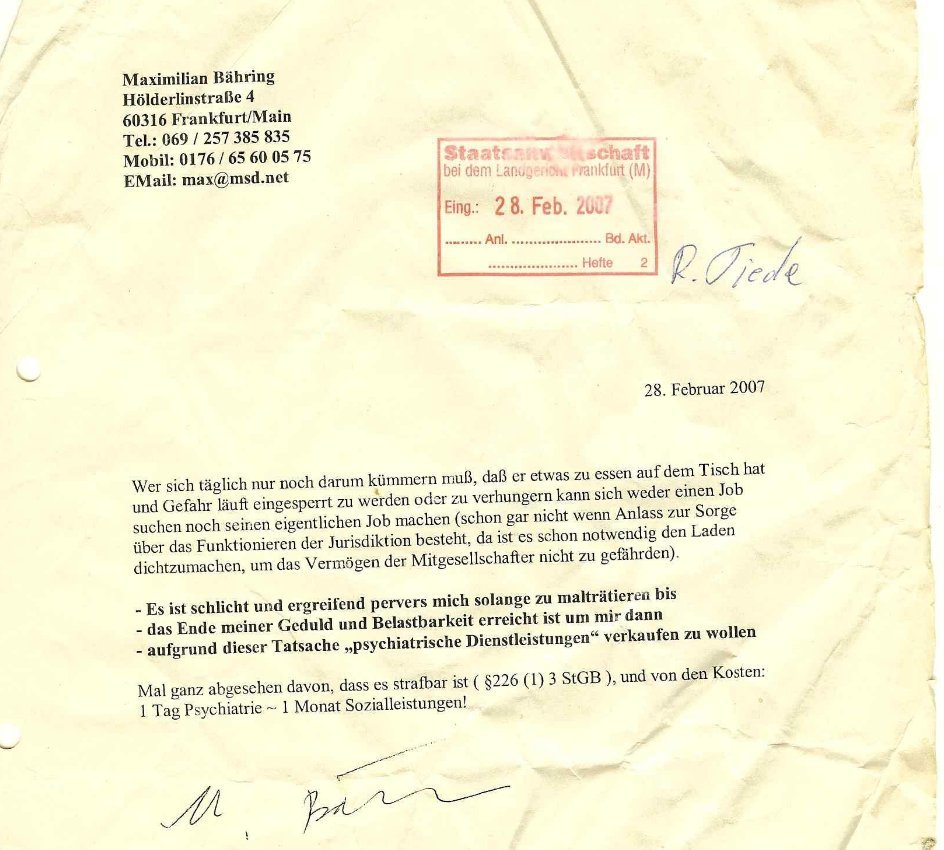 Maximilian Bähring
Hölderlinstraße 4
60316 Frankfurt/Main
Tel.: 069 / 257 385 835
Mobil: 0176 / 65 60 05 75
EMail: max@msd.net
Staatsanwaltschaft
bei dem Landgericht Frankfurt (M)
Eing.: 28. Feb. 2007
......... Anl. ...................... Bd. Akt.
...................... Hefte 2
R. Tiede
28. Februar 2007
Wer sich täglich nur noch darum kümmern muß, daß er etwas zu essen auf dem Tisch hat
und Gefahr läuft eingesperrt zu werden oder zu verhungern kann sich weder einen Job
suchen noch seinen eigentlichen Job machen (schon gar nicht wenn Anlass zur Sorge
über das Funktionieren der Jurisdiktion besteht, da ist es schon notwendig den Laden
dichtzumachen, um das Vermögen der Mitgesellschafter nicht zu gefährden).
- Es ist schlicht und ergreifend pervers mich solange zu malträtieren bis
- das Ende meiner Geduld und Belastbarkeit erreicht ist um mir dann
- aufgrund dieser Tatsache „psychiatrische Dienstleistungen“ verkaufen zu wollen
Mal ganz abgesehen davon, dass es strafbar ist ( §226 (1) 3 StGB ), und von den Kosten:
1 Tag Psychiatrie ~ 1 Monat Sozialleistungen!